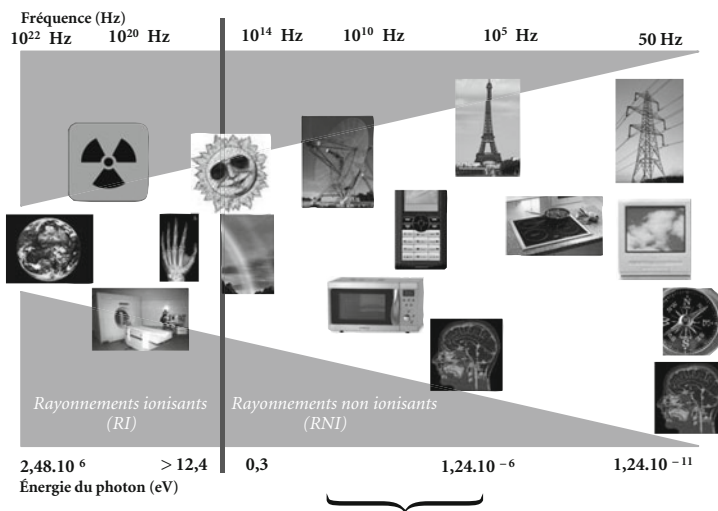 Fréquence (Hz)
10²² Hz 10²⁰ Hz 10¹⁴ Hz 10¹⁰ Hz 10⁵ Hz 50 Hz
Rayonnements ionisants Rayonnements non ionisants
(RI) (RNI)
2,48.10 ⁶ > 12,4 0,3 1,24.10 ⁻⁶ 1,24.10 ⁻¹¹
Énergie du photon (eV)